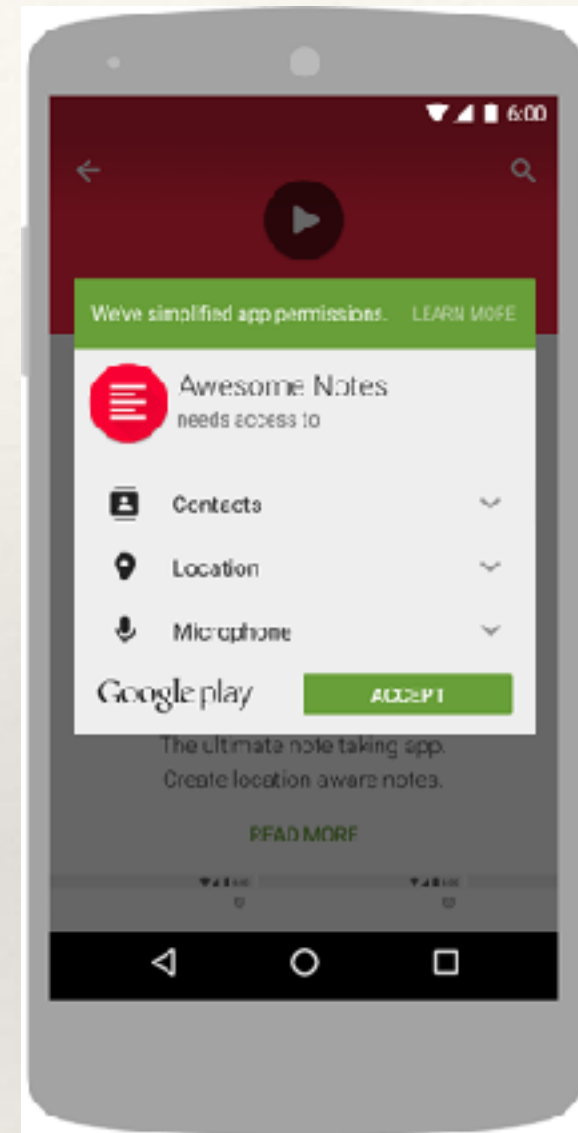 6:00
We've simplified app permissions. LEARN MORE
Awesome Notes
needs access to
Contacts
Location
Microphone
Google play ACCEPT
The ultimate note taking app.
Create location aware notes.
READ MORE